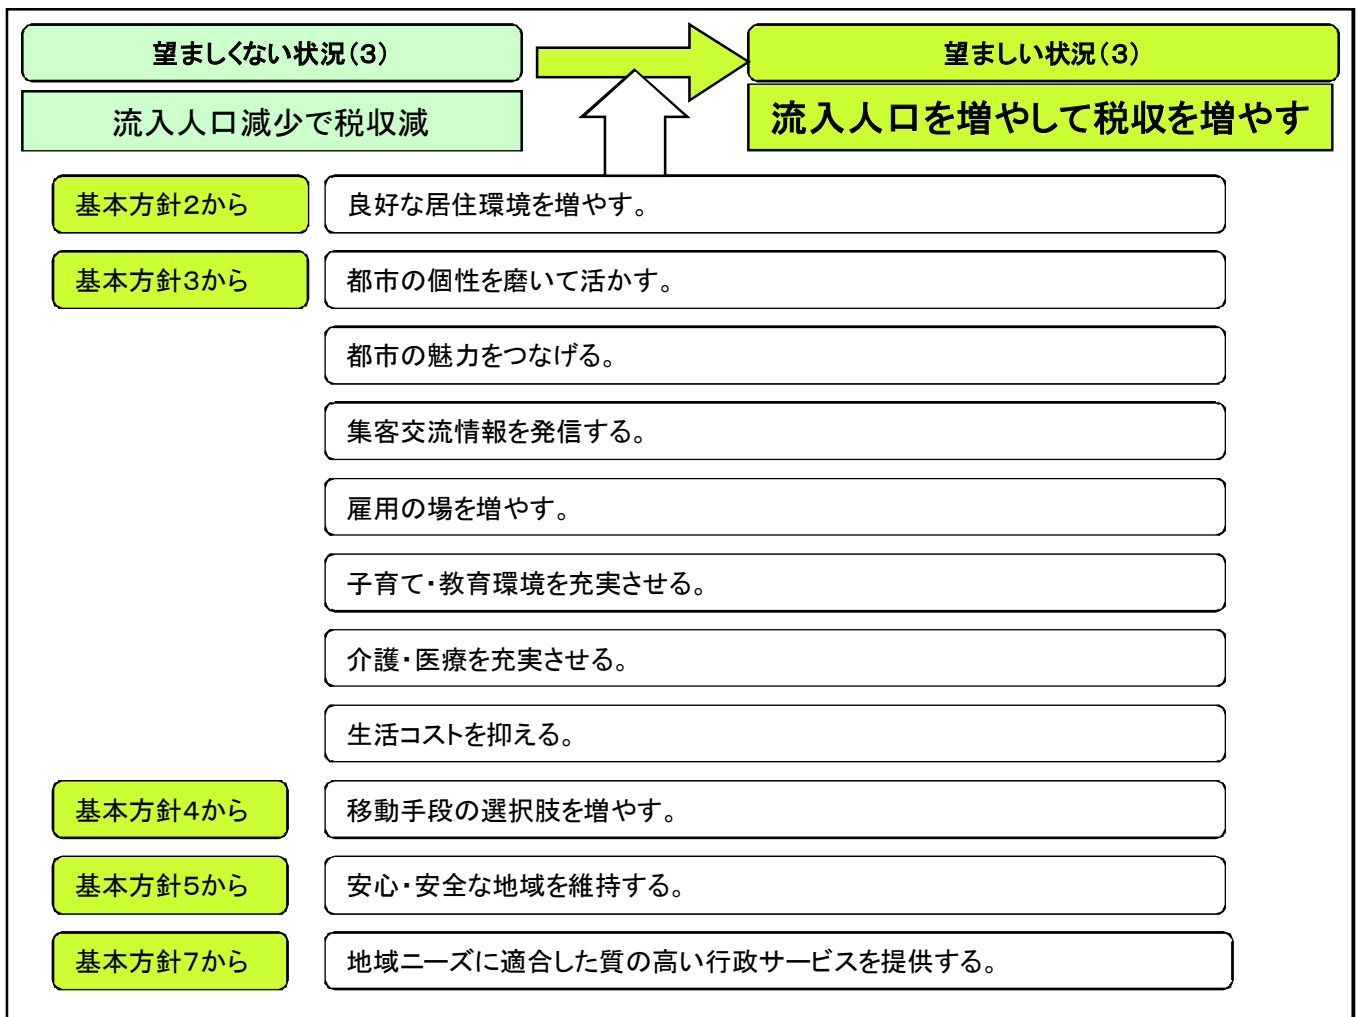 望ましくない状況(3)
望ましい状況(3)
流入人口減少で税収減
流入人口を増やして税収を増やす
基本方針2から
良好な居住環境を増やす。
基本方針3から
都市の個性を磨いて活かす。
都市の魅力をつなげる。
集客交流情報を発信する。
雇用の場を増やす。
子育て・教育環境を充実させる。
介護・医療を充実させる。
生活コストを抑える。
基本方針4から
移動手段の選択肢を増やす。
基本方針5から
安心・安全な地域を維持する。
基本方針7から
地域ニーズに適合した質の高い行政サービスを提供する。